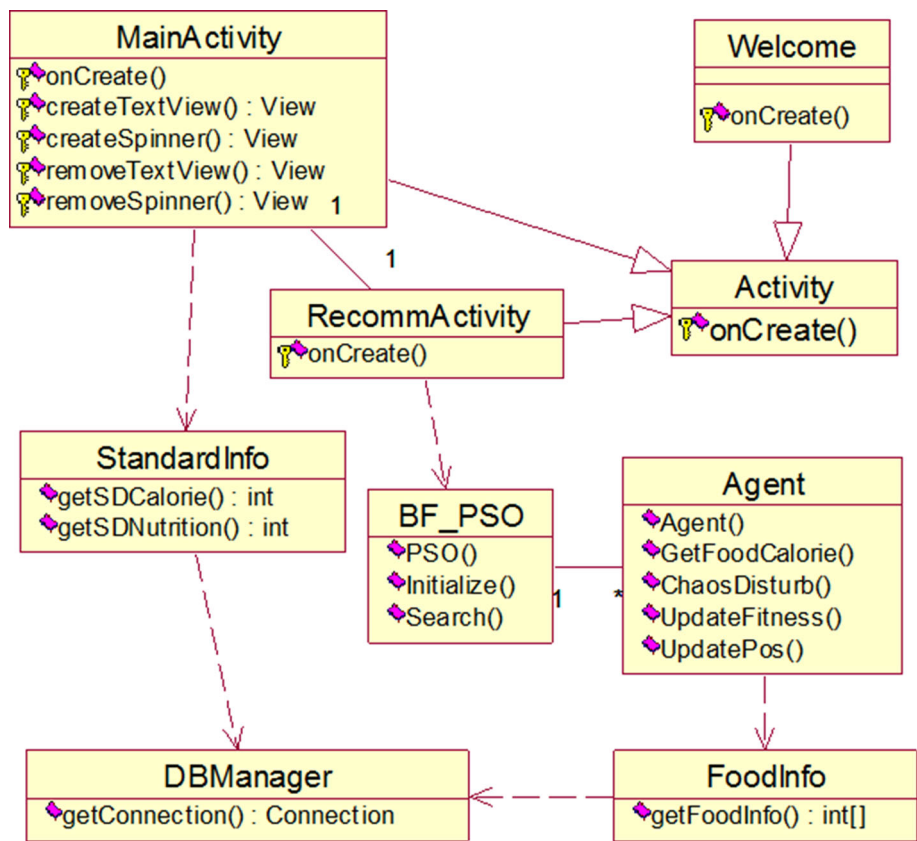 MainActivity
onCreate()
createTextView() : View
createSpinner() : View
removeTextView() : View
removeSpinner() : View
1
1
Welcome
onCreate()
Activity
onCreate()
RecommActivity
onCreate()
StandardInfo
getSDCalorie() : int
getSDNutrition() : int
BF_PSO
PSO()
Initialize()
Search()
1
*
Agent
Agent()
GetFoodCalorie()
ChaosDisturb()
UpdateFitness()
UpdatePos()
DBManager
getConnection() : Connection
FoodInfo
getFoodInfo() : int[]